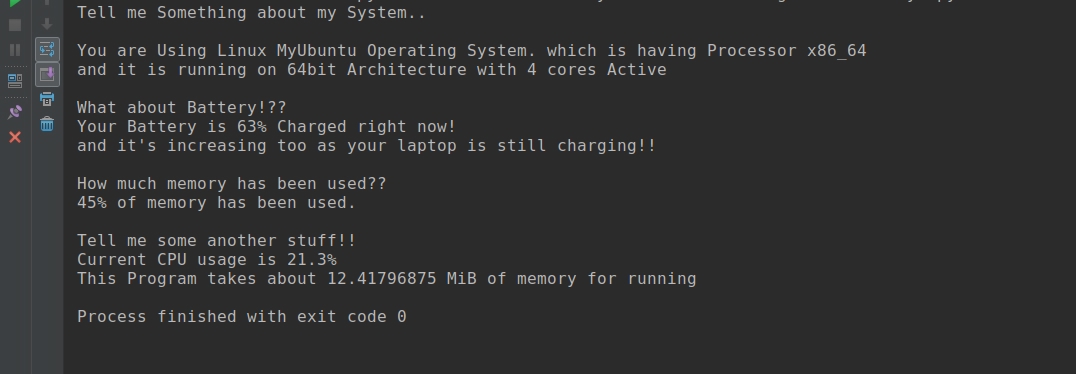 Tell me Something about my System..
You are Using Linux MyUbuntu Operating System. which is having Processor x86_64
and it is running on 64bit Architecture with 4 cores Active
What about Battery!??
Your Battery is 63% Charged right now!
and it's increasing too as your laptop is still charging!!
How much memory has been used??
45% of memory has been used.
Tell me some another stuff!!
Current CPU usage is 21.3%
This Program takes about 12.41796875 MiB of memory for running
Process finished with exit code 0